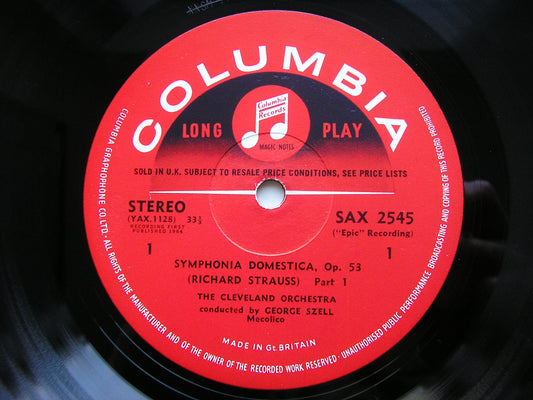 COLUMBIA
Columbia
Records
LONG PLAY
MAGIC NOTES
SOLD IN U.K. SUBJECT TO RESALE PRICE CONDITIONS, SEE PRICE LISTS
STEREO
(YAX.1128) 33⅓
RECORDING FIRST
PUBLISHED 1964
1
SAX 2545
("Epic" Recording)
1
SYMPHONIA DOMESTICA, Op. 53
(RICHARD STRAUSS) Part 1
THE CLEVELAND ORCHESTRA
conducted by GEORGE SZELL
Mecolico
MADE IN Gt. BRITAIN
COLUMBIA GRAPHOPHONE CO LTD · ALL RIGHTS OF THE MANUFACTURER AND OF THE OWNER OF THE RECORDED WORK RESERVED · UNAUTHORISED PUBLIC PERFORMANCE BROADCASTING AND COPYING OF THIS RECORD PROHIBITED